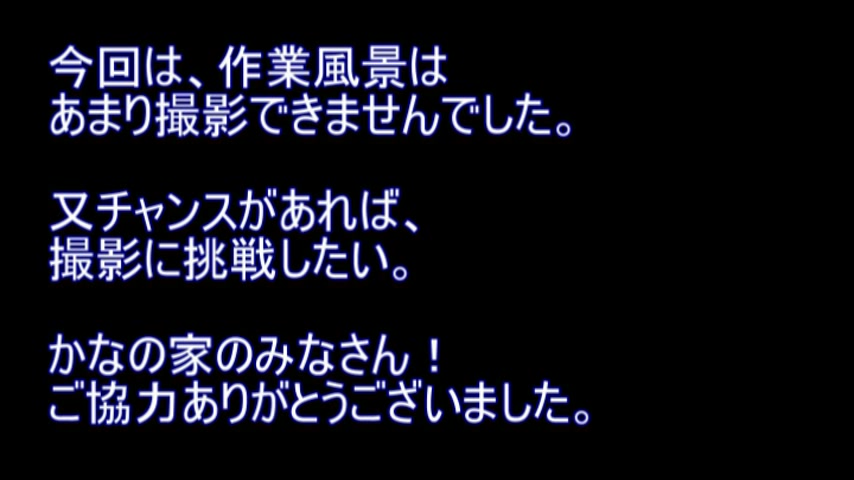 今回は、作業風景は
あまり撮影できませんでした。
又チャンスがあれば、
撮影に挑戦したい。
かなの家のみなさん！
ご協力ありがとうございました。